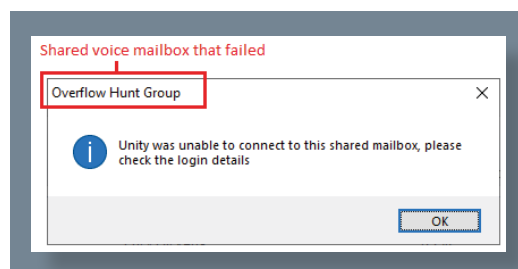 Shared voice mailbox that failed
Overflow Hunt Group
Unity was unable to connect to this shared mailbox, please
check the login details
OK